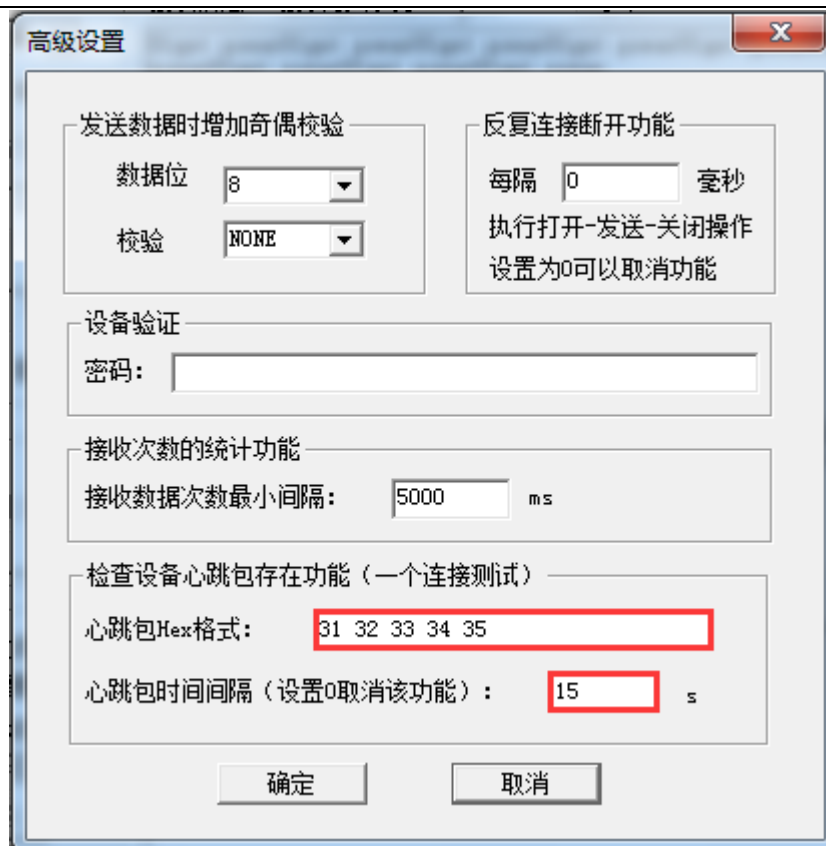 高级设置
发送数据时增加奇偶校验
数据位 8
校验 NONE
反复连接断开功能
每隔 0 毫秒
执行打开-发送-关闭操作
设置为0可以取消功能
设备验证
密码:
接收次数的统计功能
接收数据次数最小间隔: 5000 ms
检查设备心跳包存在功能（一个连接测试）
心跳包Hex格式: 31 32 33 34 35
心跳包时间间隔（设置0取消该功能）: 15 s
确定 取消